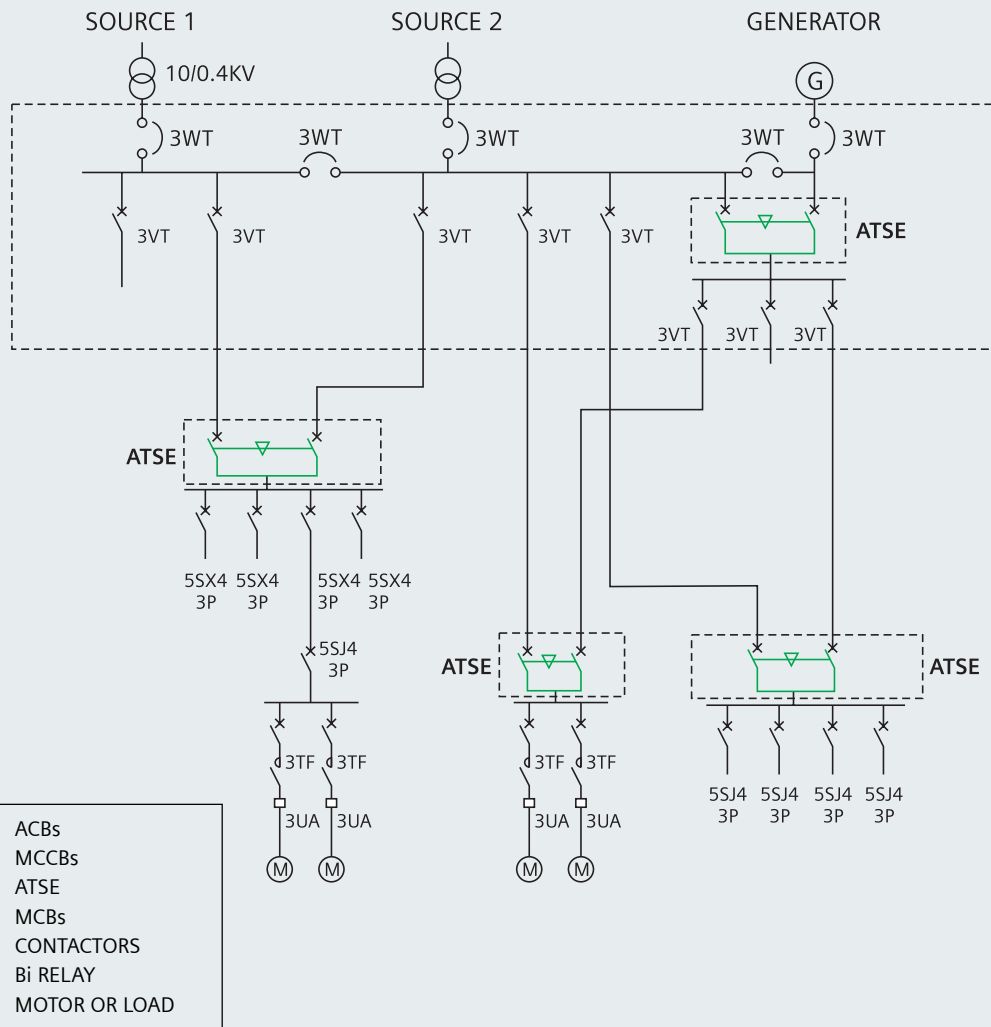 SOURCE 1
SOURCE 2
GENERATOR
10/0.4KV
G
3WT
3WT
3WT
3WT
3WT
3VT
3VT
3VT
3VT
3VT
ATSE
3VT
3VT
3VT
ATSE
5SX4
3P
5SX4
3P
5SX4
3P
5SX4
3P
5SJ4
3P
ATSE
ATSE
3TF
3TF
3TF
3TF
3UA
3UA
3UA
3UA
M
M
M
M
5SJ4
3P
5SJ4
3P
5SJ4
3P
5SJ4
3P
ACBs
MCCBs
ATSE
MCBs
CONTACTORS
Bi RELAY
MOTOR OR LOAD